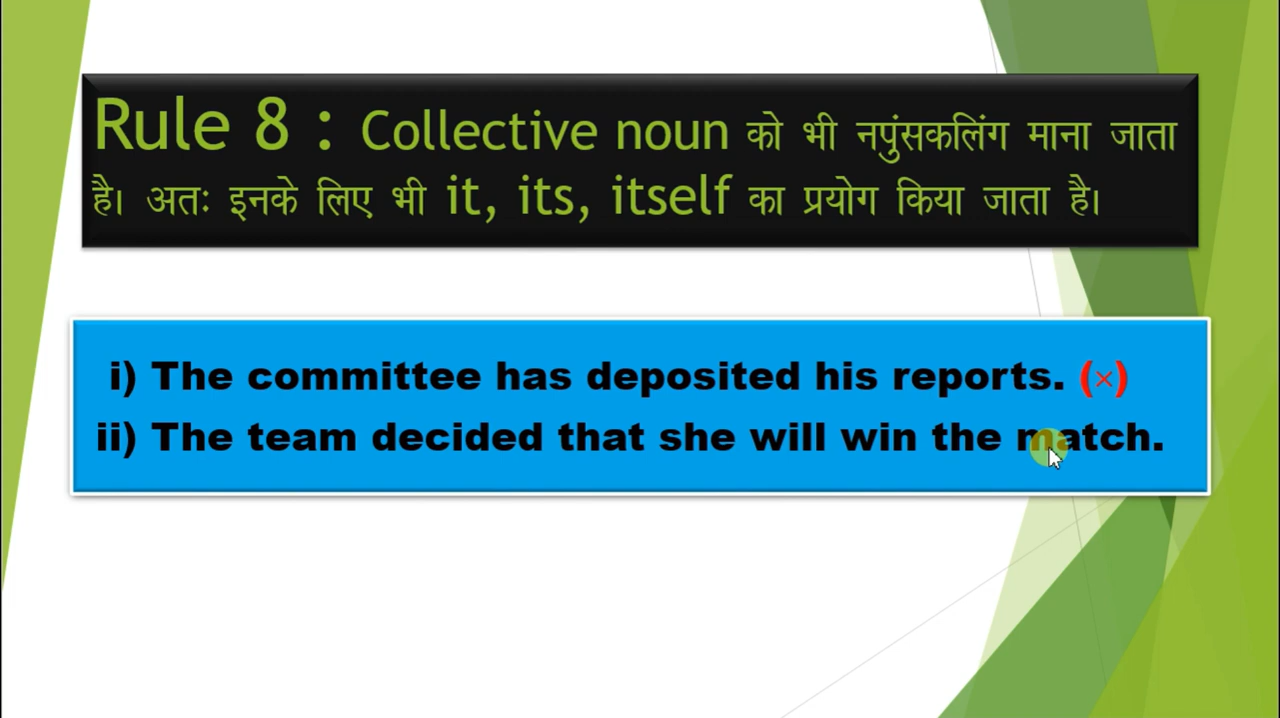 Rule 8 : Collective noun को भी नपुंसकलिंग माना जाता
है। अतः इनके लिए भी it, its, itself का प्रयोग किया जाता है।
i) The committee has deposited his reports. (×)
ii) The team decided that she will win the match.